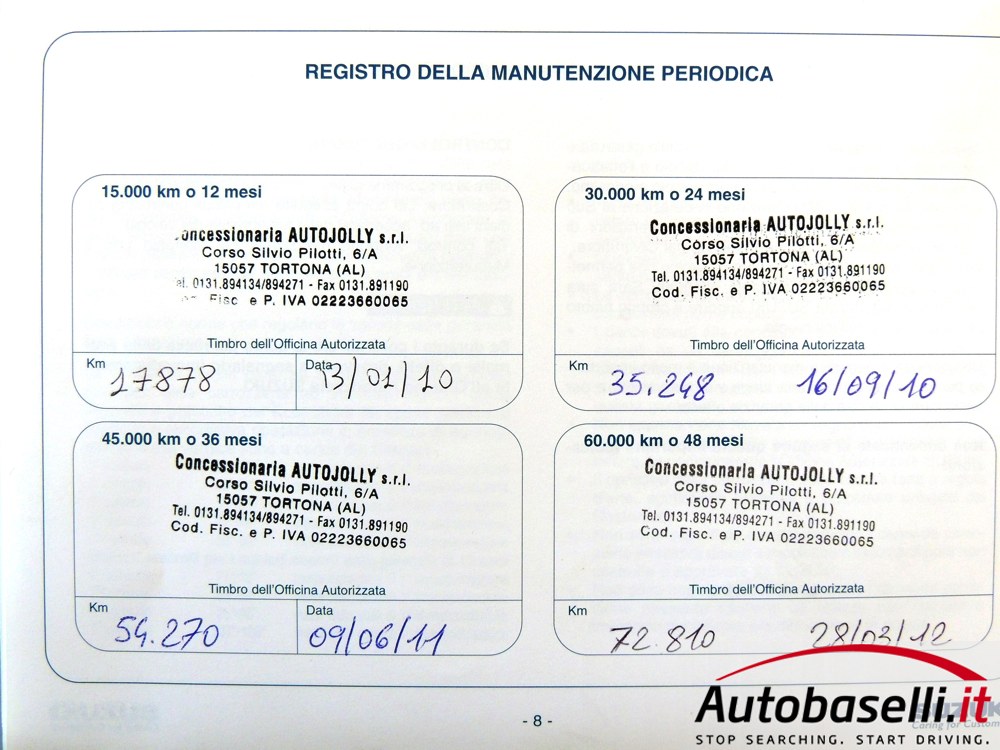 REGISTRO DELLA MANUTENZIONE PERIODICA
15.000 km o 12 mesi
Concessionaria AUTOJOLLY s.r.l.
Corso Silvio Pilotti, 6/A
15057 TORTONA (AL)
Tel. 0131.894134/894271 - Fax 0131.891190
Fisc. e P. IVA 02223660065
Timbro dell'Officina Autorizzata
Km 17878 Data 13/01/10
30.000 km o 24 mesi
Concessionaria AUTOJOLLY s.r.l.
Corso Silvio Pilotti, 6/A
15057 TORTONA (AL)
Tel. 0131.894134/894271 - Fax 0131.891190
Cod. Fisc. e P. IVA 02223660065
Timbro dell'Officina Autorizzata
Km 35.248 16/09/10
45.000 km o 36 mesi
Concessionaria AUTOJOLLY s.r.l.
Corso Silvio Pilotti, 6/A
15057 TORTONA (AL)
Tel. 0131.894134/894271 - Fax 0131.891190
Cod. Fisc. e P. IVA 02223660065
Timbro dell'Officina Autorizzata
Km 54.270 Data 09/06/11
60.000 km o 48 mesi
Concessionaria AUTOJOLLY s.r.l.
Corso Silvio Pilotti, 6/A
15057 TORTONA (AL)
Tel. 0131.894134/894271 - Fax 0131.891190
Cod. Fisc. e P. IVA 02223660065
Timbro dell'Officina Autorizzata
Km 72.810 28/03/12
- 8 -
Autobaselli.it
STOP SEARCHING. START DRIVING.